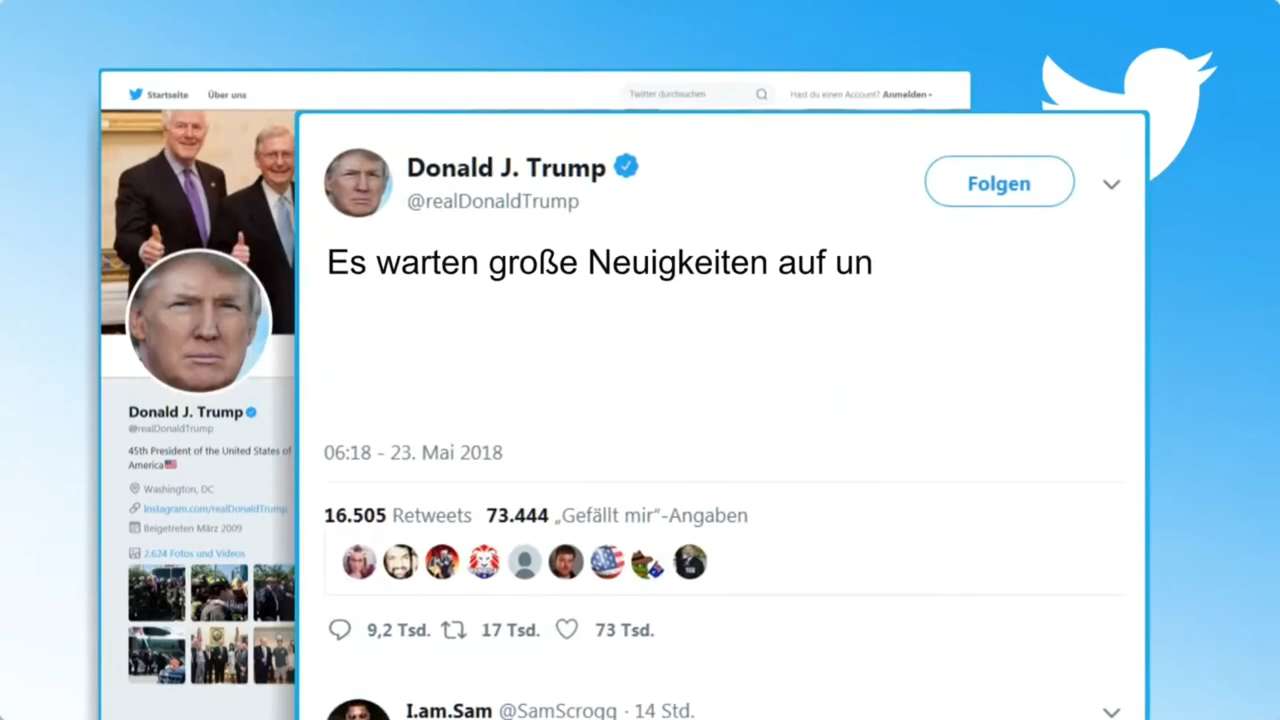 Startseite Über uns
Twitter durchsuchen
Hast du einen Account? Anmelden
Donald J. Trump
@realDonaldTrump
Folgen
Es warten große Neuigkeiten auf un
06:18 - 23. Mai 2018
16.505 Retweets 73.444 „Gefällt mir“-Angaben
9,2 Tsd. 17 Tsd. 73 Tsd.
I.am.Sam @SamScrogg · 14 Std.
Donald J. Trump
@realDonaldTrump
45th President of the United States of
America
Washington, DC
Instagram.com/realDonaldTrump
Beigetreten März 2009
2.624 Fotos und Videos